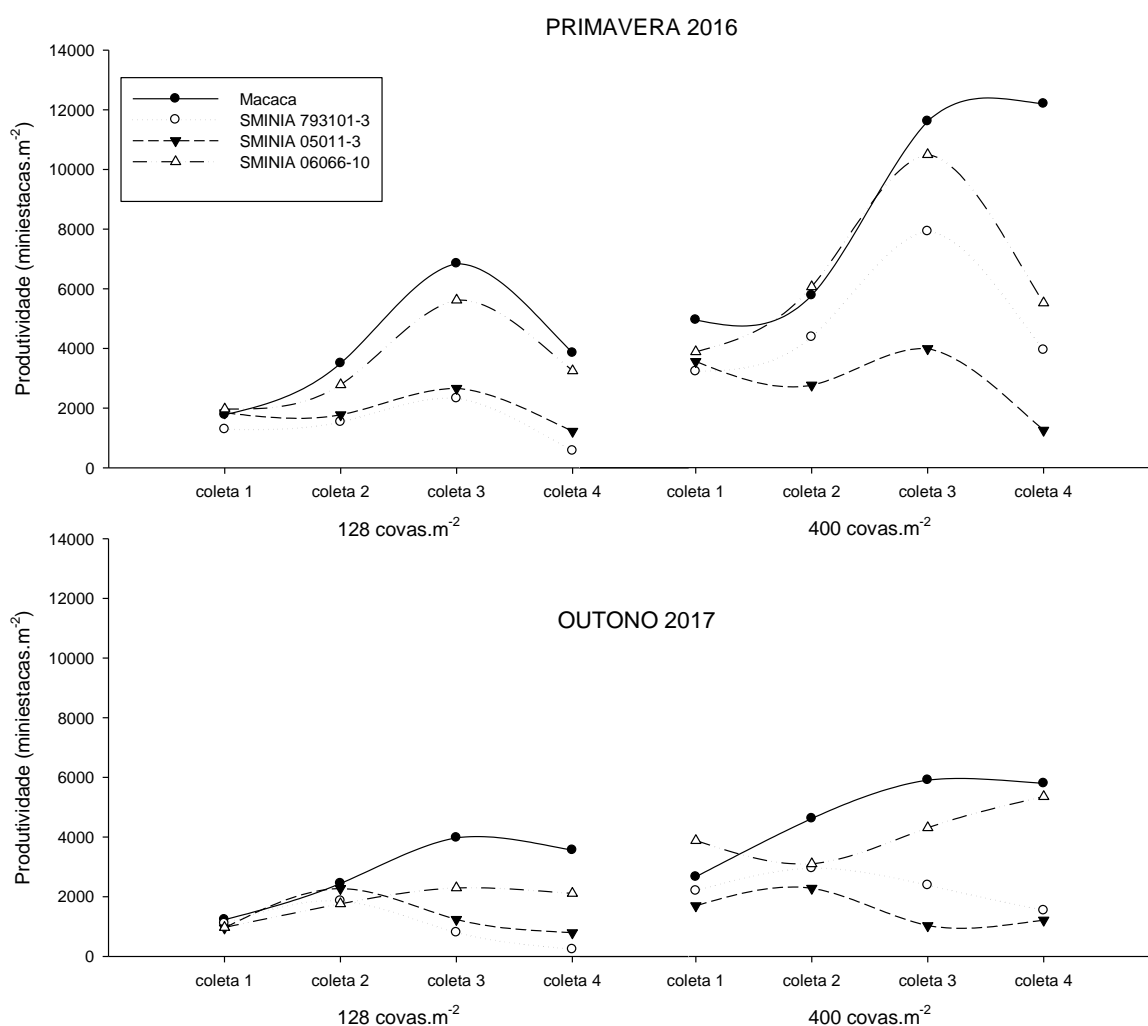 PRIMAVERA 2016
14000
12000
10000
8000
6000
4000
2000
0
Produtividade (miniestacas.m-2)
Macaca
SMINIA 793101-3
SMINIA 05011-3
SMINIA 06066-10
coleta 1 coleta 2 coleta 3 coleta 4 coleta 1 coleta 2 coleta 3 coleta 4
128 covas.m-2 400 covas.m-2
OUTONO 2017
14000
12000
10000
8000
6000
4000
2000
0
Produtividade (miniestacas.m-2)
coleta 1 coleta 2 coleta 3 coleta 4 coleta 1 coleta 2 coleta 3 coleta 4
128 covas.m-2 400 covas.m-2